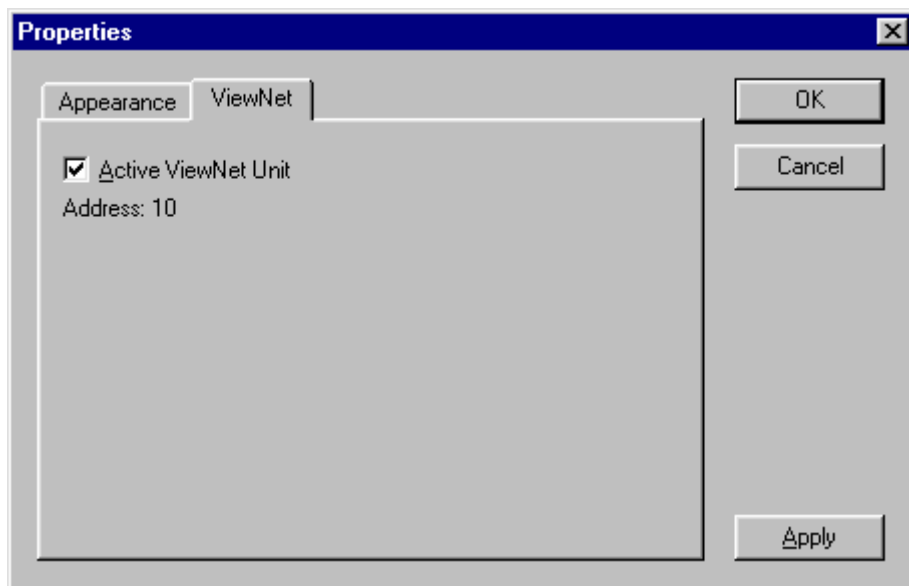 Properties
Appearance ViewNet
OK
Active ViewNet Unit
Cancel
Address: 10
Apply